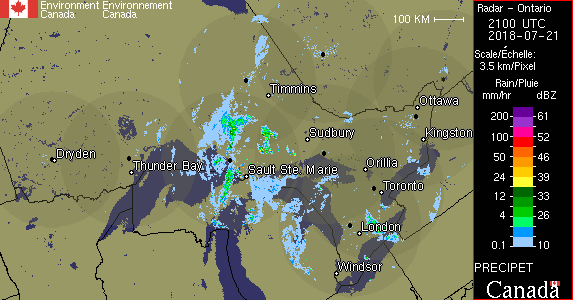 Environment Environnement
Canada Canada
100 KM
Timmins
Ottawa
Sudbury
Kingston
Dryden
Thunder Bay
Sault Ste. Marie
Orillia
Toronto
London
Windsor
Radar - Ontario
2100 UTC
2018-07-21
Scale/Échelle:
3.5 km/Pixel
Rain/Pluie
mm/hr dBZ
200 61
100 52
50 46
24 39
12 33
4 26
0.1 10
PRECIPET
Canada